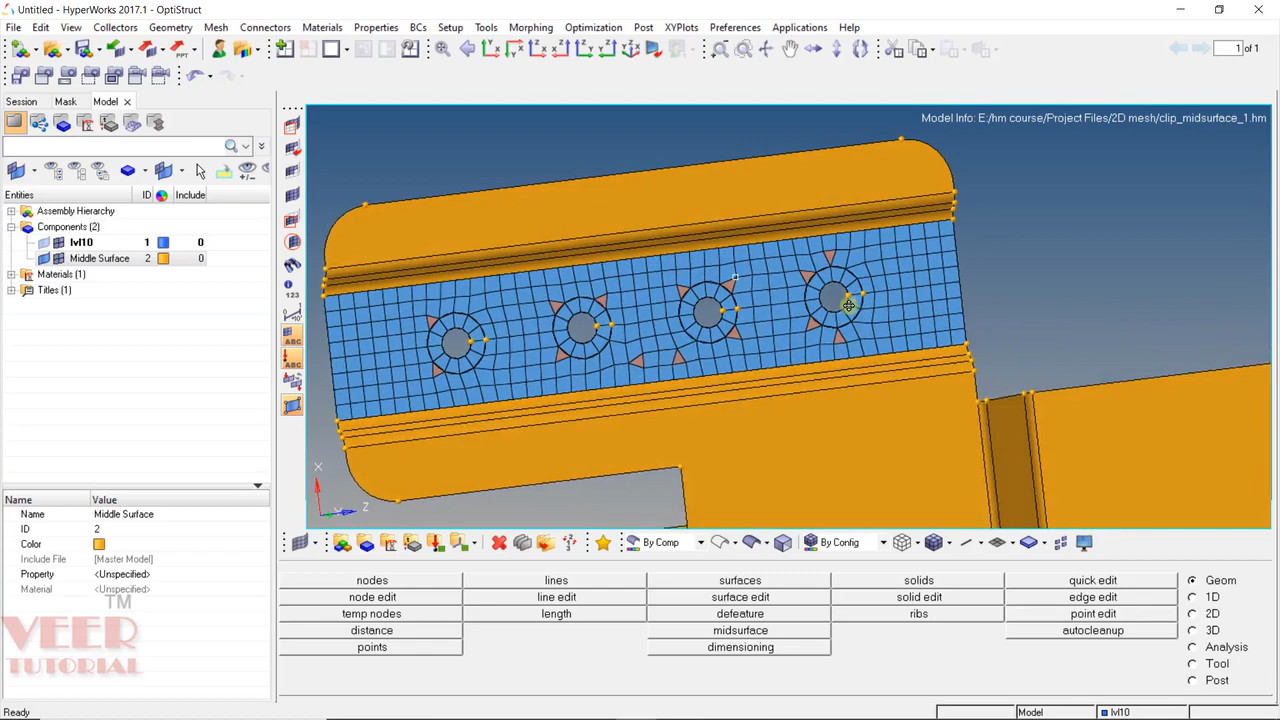 Untitled - HyperWorks 2017.1 - OptiStruct
File Edit View Collectors Geometry Mesh Connectors Materials Properties BCs Setup Tools Morphing Optimization Post XYPlots Preferences Applications Help
1 of 1
Session Mask Model
Model Info: E:/hm course/Project Files/2D mesh/clip_midsurface_1.hm
Entities ID Include
Assembly Hierarchy
Components (2)
lvl10 1 0
Middle Surface 2 0
Materials (1)
Titles (1)
123
ABC
ABC
X
Z
Name Value
Name Middle Surface
ID 2
Color
Include File [Master Model]
Property <Unspecified>
Material <Unspecified>
By Comp By Config
nodes lines surfaces solids quick edit Geom
node edit line edit surface edit solid edit edge edit 1D
temp nodes length defeature ribs point edit 2D
distance midsurface autocleanup 3D
points dimensioning Analysis
Tool
Post
TM
VEER
TUTORIAL
Ready Model lvl10